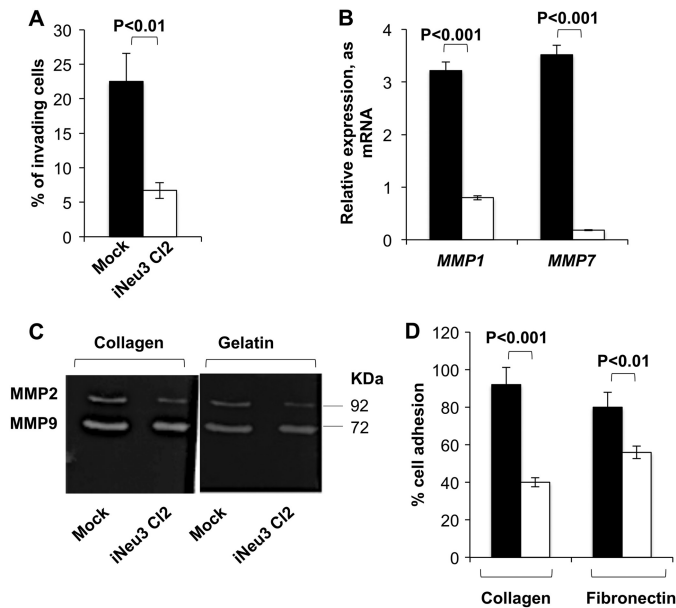 A
P<0.01
% of invading cells
30
25
20
15
10
5
0
Mock
iNeu3 Cl2
B
P<0.001
P<0.001
Relative expression, as
mRNA
4
3
2
1
0
MMP1
MMP7
C
Collagen
Gelatin
KDa
MMP2
92
MMP9
72
Mock
iNeu3 Cl2
Mock
iNeu3 Cl2
D
P<0.001
P<0.01
% cell adhesion
120
100
80
60
40
20
0
Collagen
Fibronectin